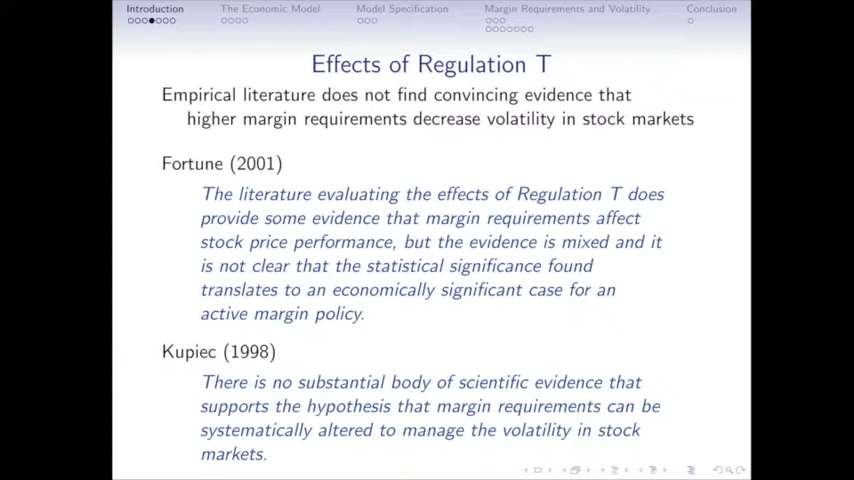 Introduction The Economic Model Model Specification Margin Requirements and Volatility Conclusion
Effects of Regulation T
Empirical literature does not find convincing evidence that
higher margin requirements decrease volatility in stock markets
Fortune (2001)
The literature evaluating the effects of Regulation T does
provide some evidence that margin requirements affect
stock price performance, but the evidence is mixed and it
is not clear that the statistical significance found
translates to an economically significant case for an
active margin policy.
Kupiec (1998)
There is no substantial body of scientific evidence that
supports the hypothesis that margin requirements can be
systematically altered to manage the volatility in stock
markets.